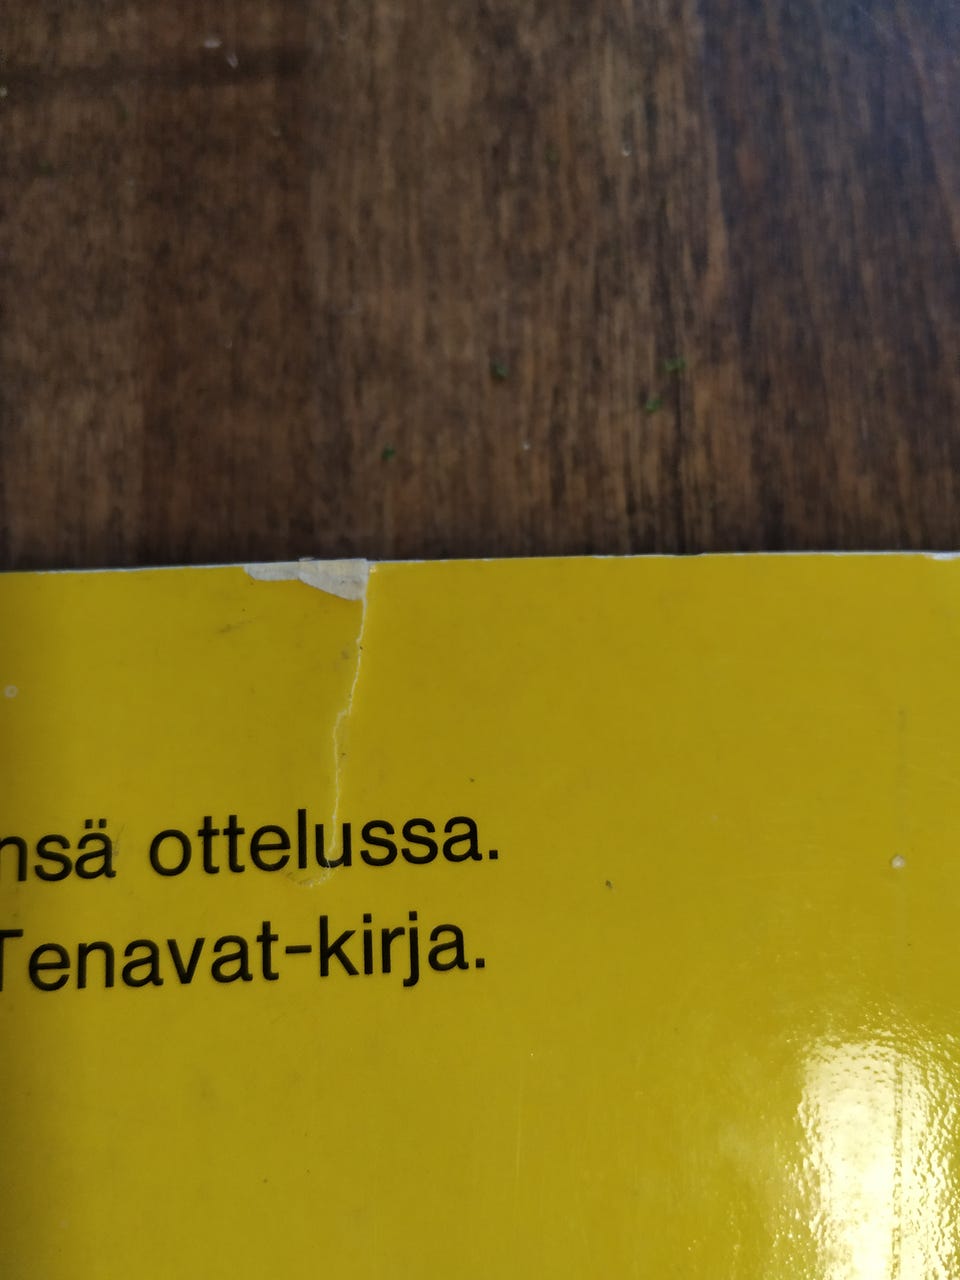 nsä ottelussa.
Tenavat-kirja.